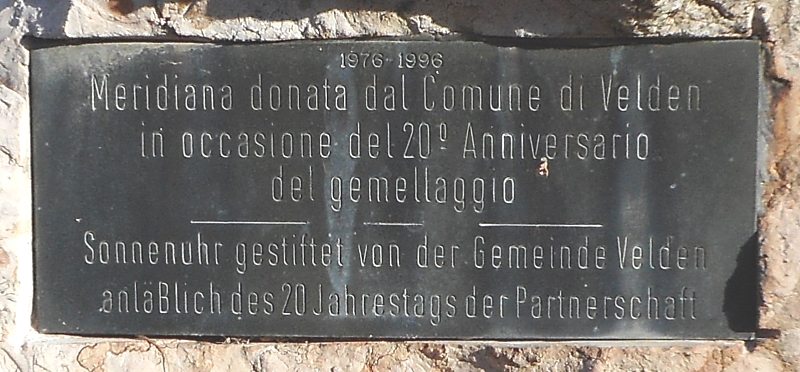 1976-1996
Meridiana donata dal Comune di Velden
in occasione del 20º Anniversario
del gemellaggio
Sonnenuhr gestiftet von der Gemeinde Velden
anläßlich des 20 Jahrestags der Partnerschaft